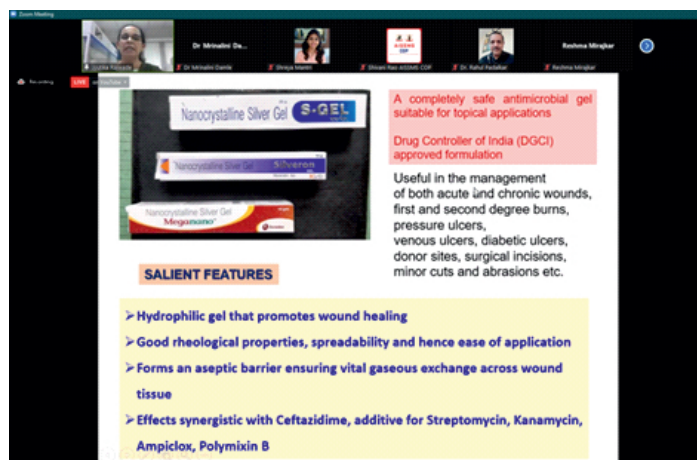 Zoom Meeting
Dr Mrinalini Da...
AISSMS
COP
Reshma Mirajkar
Recording
LIVE
Dr Mrinalini Damle
Shreya Mantri
Shivani Rao AISSMS COP
Dr. Rahul Padalkar
Reshma Mirajkar
Nanocrystalline Silver Gel S-GEL
Nanocrystalline Silver Gel Silveron
Nanocrystalline Silver Gel
Meganano
A completely safe antimicrobial gel
suitable for topical applications
Drug Controller of India (DGCI)
approved formulation
Useful in the management
of both acute and chronic wounds,
first and second degree burns,
pressure ulcers,
venous ulcers, diabetic ulcers,
donor sites, surgical incisions,
minor cuts and abrasions etc.
SALIENT FEATURES
➢Hydrophilic gel that promotes wound healing
➢Good rheological properties, spreadability and hence ease of application
➢Forms an aseptic barrier ensuring vital gaseous exchange across wound
tissue
➢Effects synergistic with Ceftazidime, additive for Streptomycin, Kanamycin,
Ampiclox, Polymixin B